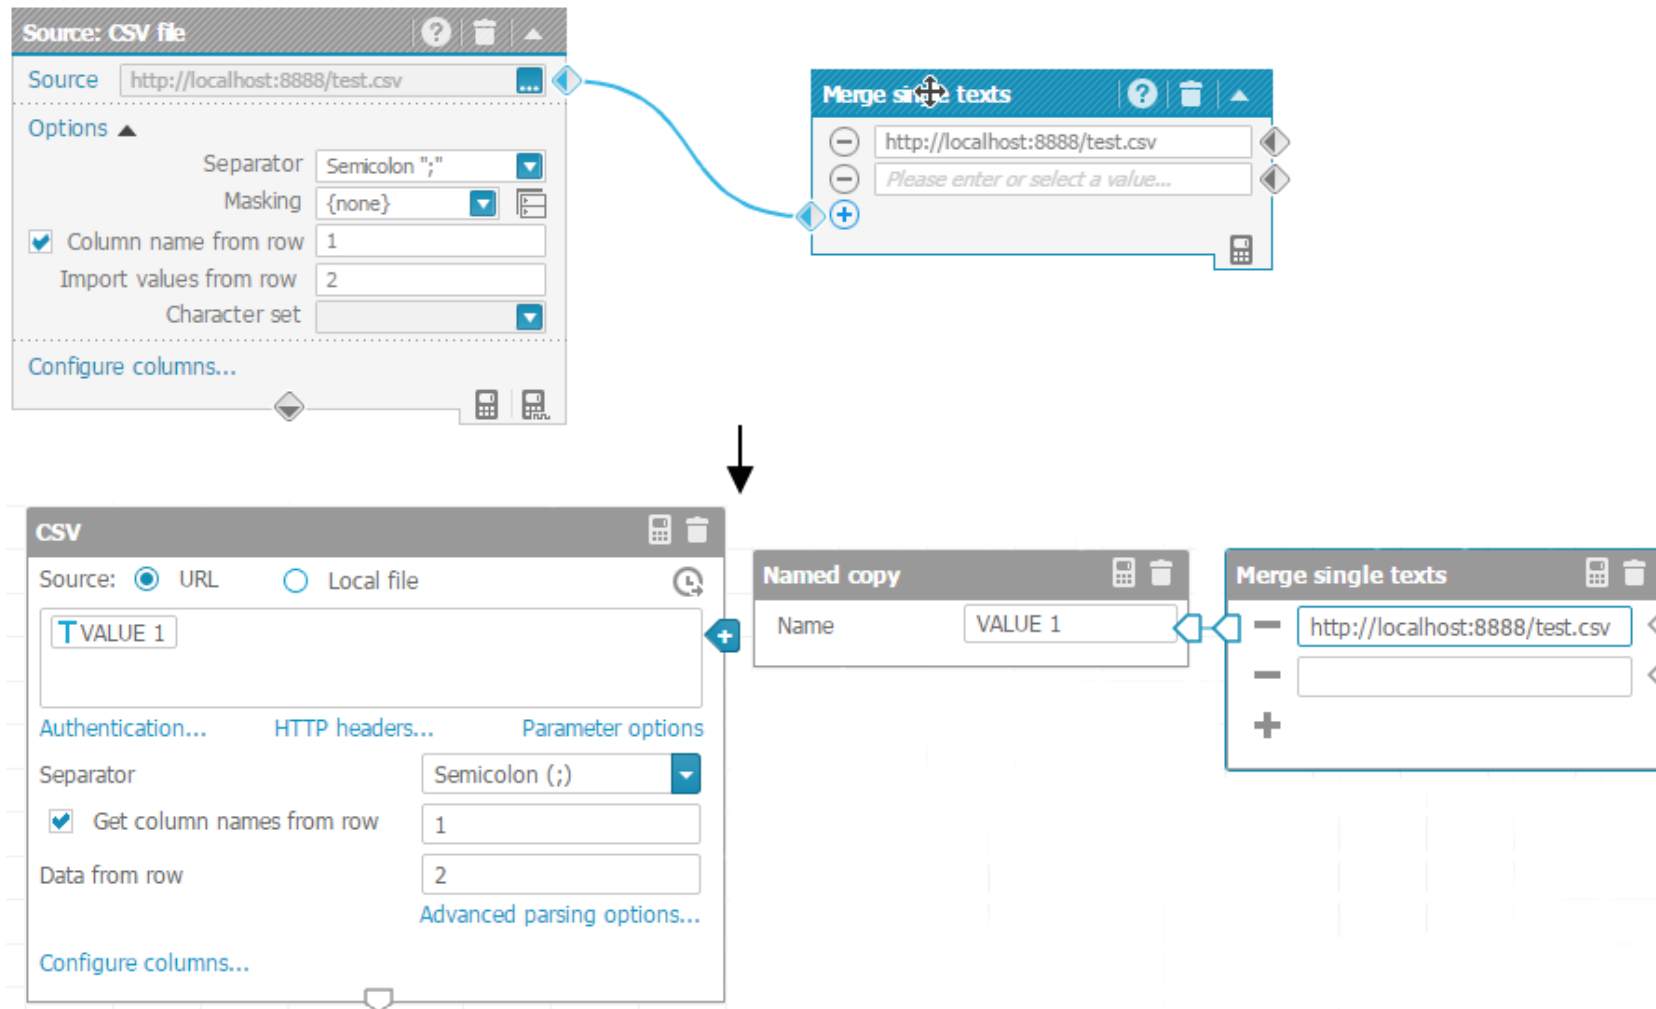 Source: CSV file
Source http://localhost:8888/test.csv ...
Options
Separator Semicolon ";"
Masking {none}
Column name from row 1
Import values from row 2
Character set
Configure columns...
Merge single texts
http://localhost:8888/test.csv
Please enter or select a value...
CSV
Source: URL Local file
T VALUE 1
Authentication... HTTP headers... Parameter options
Separator Semicolon (;)
Get column names from row 1
Data from row 2
Advanced parsing options...
Configure columns...
Named copy
Name VALUE 1
Merge single texts
http://localhost:8888/test.csv